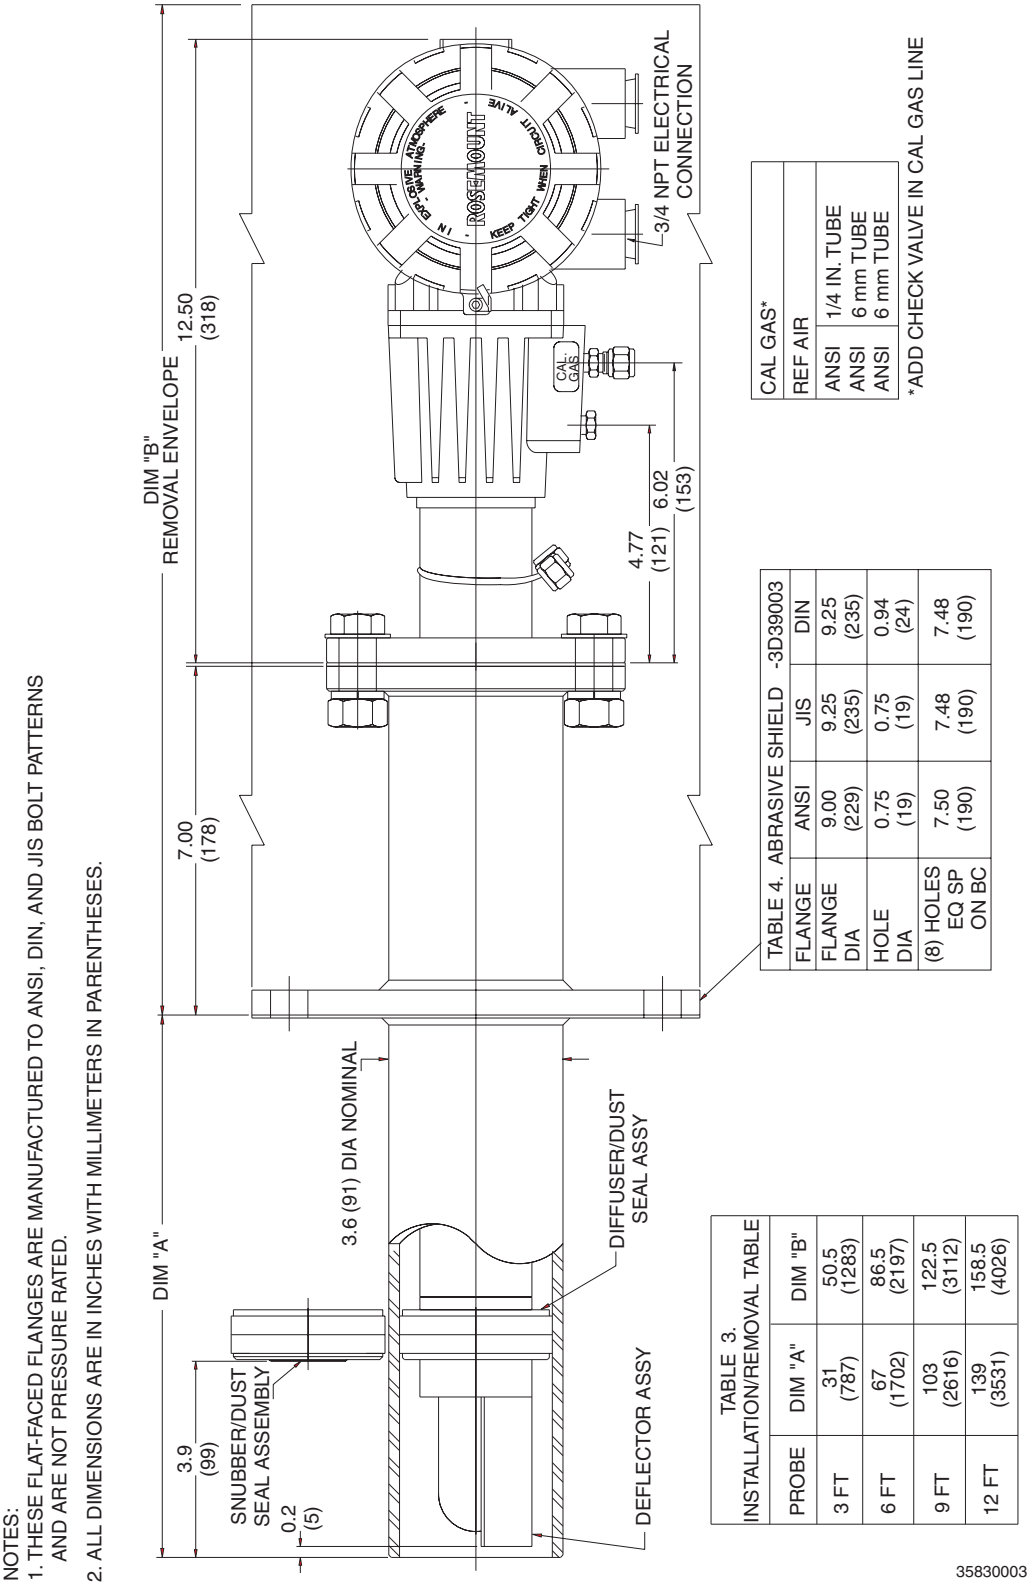 NOTES:
1. THESE FLAT-FACED FLANGES ARE MANUFACTURED TO ANSI, DIN, AND JIS BOLT PATTERNS
AND ARE NOT PRESSURE RATED.
2. ALL DIMENSIONS ARE IN INCHES WITH MILLIMETERS IN PARENTHESES.
DIM "A"
DIM "B"
REMOVAL ENVELOPE
3.9
(99)
7.00
(178)
12.50
(318)
SNUBBER/DUST
SEAL ASSEMBLY
0.2
(5)
3.6 (91) DIA NOMINAL
DIFFUSER/DUST
SEAL ASSY
DEFLECTOR ASSY
4.77
(121)
6.02
(153)
CAL.
GAS
IN EXPLOSIVE ATMOSPHERE
- WARNING-
ROSEMOUNT
KEEP TIGHT WHEN CIRCUIT ALIVE
3/4 NPT ELECTRICAL
CONNECTION
TABLE 3.
INSTALLATION/REMOVAL TABLE
PROBE DIM "A" DIM "B"
3 FT 31 50.5
(787) (1283)
6 FT 67 86.5
(1702) (2197)
9 FT 103 122.5
(2616) (3112)
12 FT 139 158.5
(3531) (4026)
TABLE 4. ABRASIVE SHIELD -3D39003
FLANGE ANSI JIS DIN
FLANGE 9.00 9.25 9.25
DIA (229) (235) (235)
HOLE 0.75 0.75 0.94
DIA (19) (19) (24)
(8) HOLES 7.50 7.48 7.48
EQ SP (190) (190) (190)
ON BC
CAL GAS*
REF AIR
ANSI 1/4 IN. TUBE
ANSI 6 mm TUBE
ANSI 6 mm TUBE
*ADD CHECK VALVE IN CAL GAS LINE
35830003